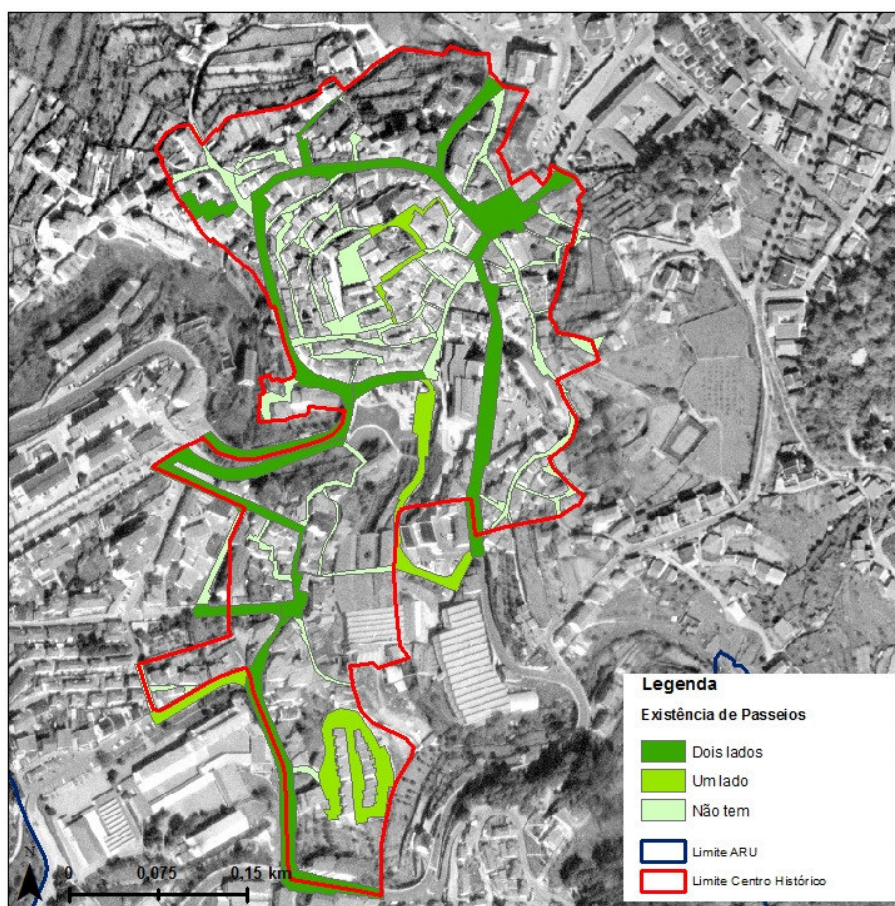 Legenda
Existência de Passeios
Dois lados
Um lado
Não tem
Limite ARU
Limite Centro Histórico
N
0 0,075 0,15 km